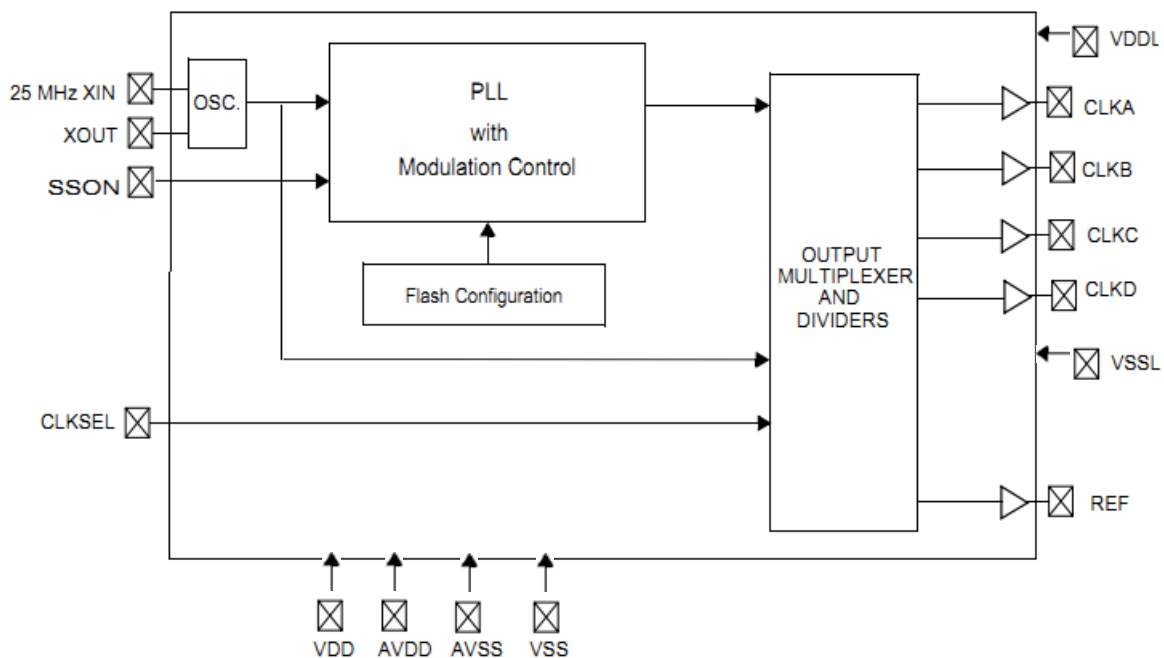 VDDL
25 MHz XIN
OSC.
PLL
with
Modulation Control
CLKA
XOUT
CLKB
SSON
CLKC
OUTPUT
MULTIPLEXER
AND
DIVIDERS
Flash Configuration
CLKD
VSSL
CLKSEL
REF
VDD
AVDD
AVSS
VSS